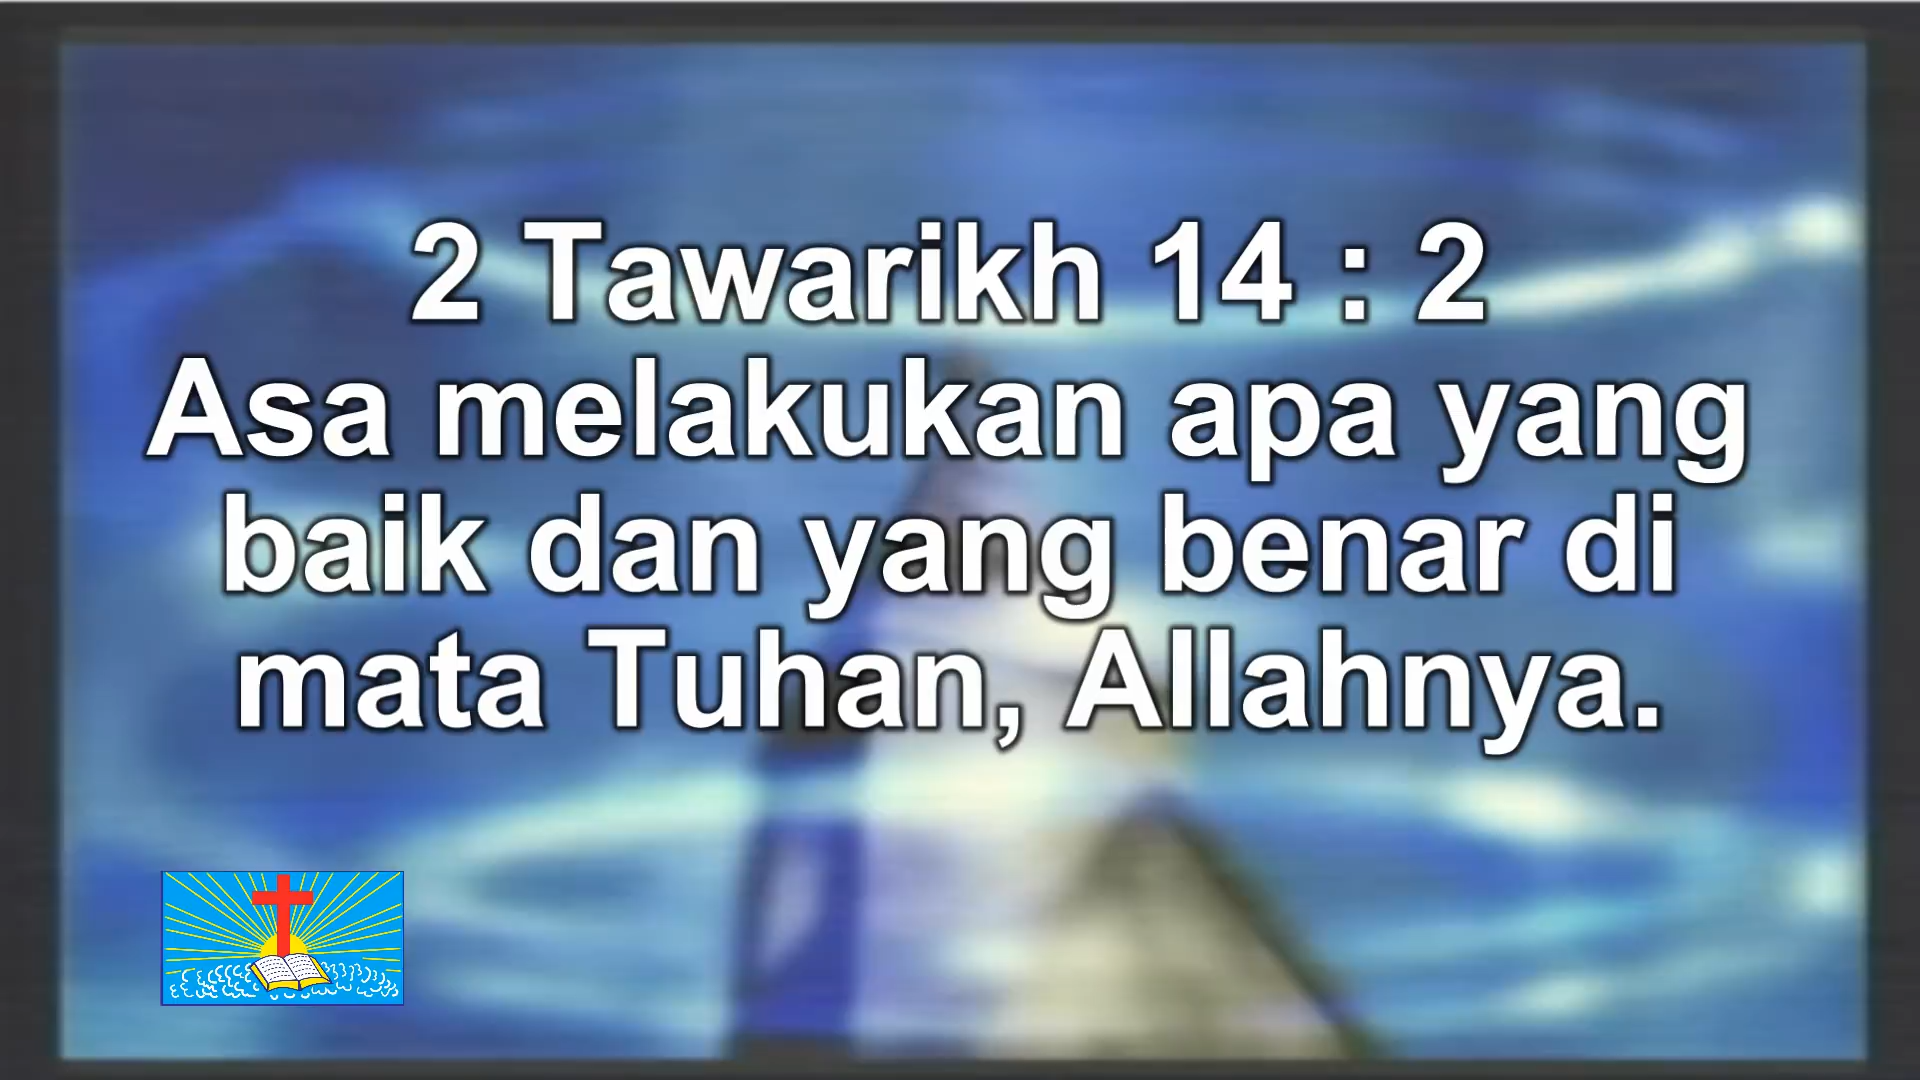 2 Tawarikh 14 : 2
Asa melakukan apa yang
baik dan yang benar di
mata Tuhan, Allahnya.